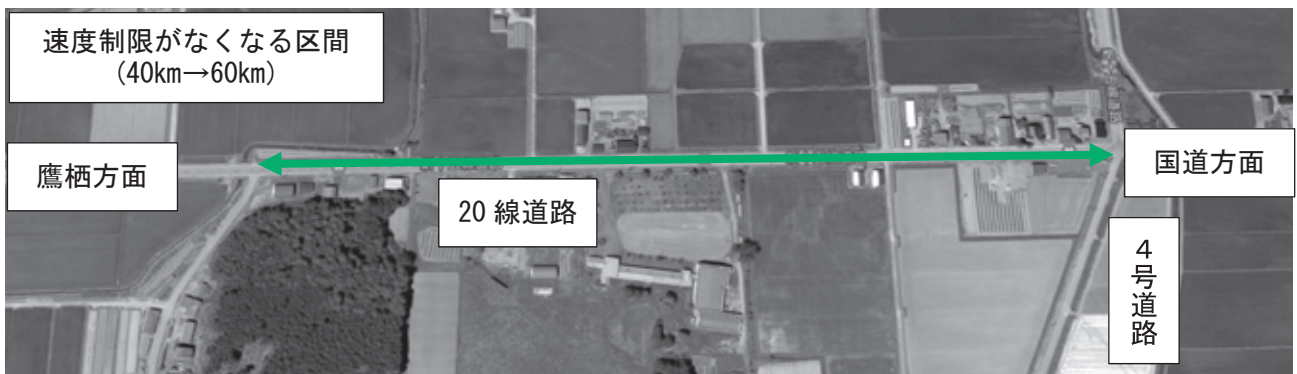 速度制限がなくなる区間
(40km→60km)
鷹栖方面
20 線道路
国道方面
4号道路